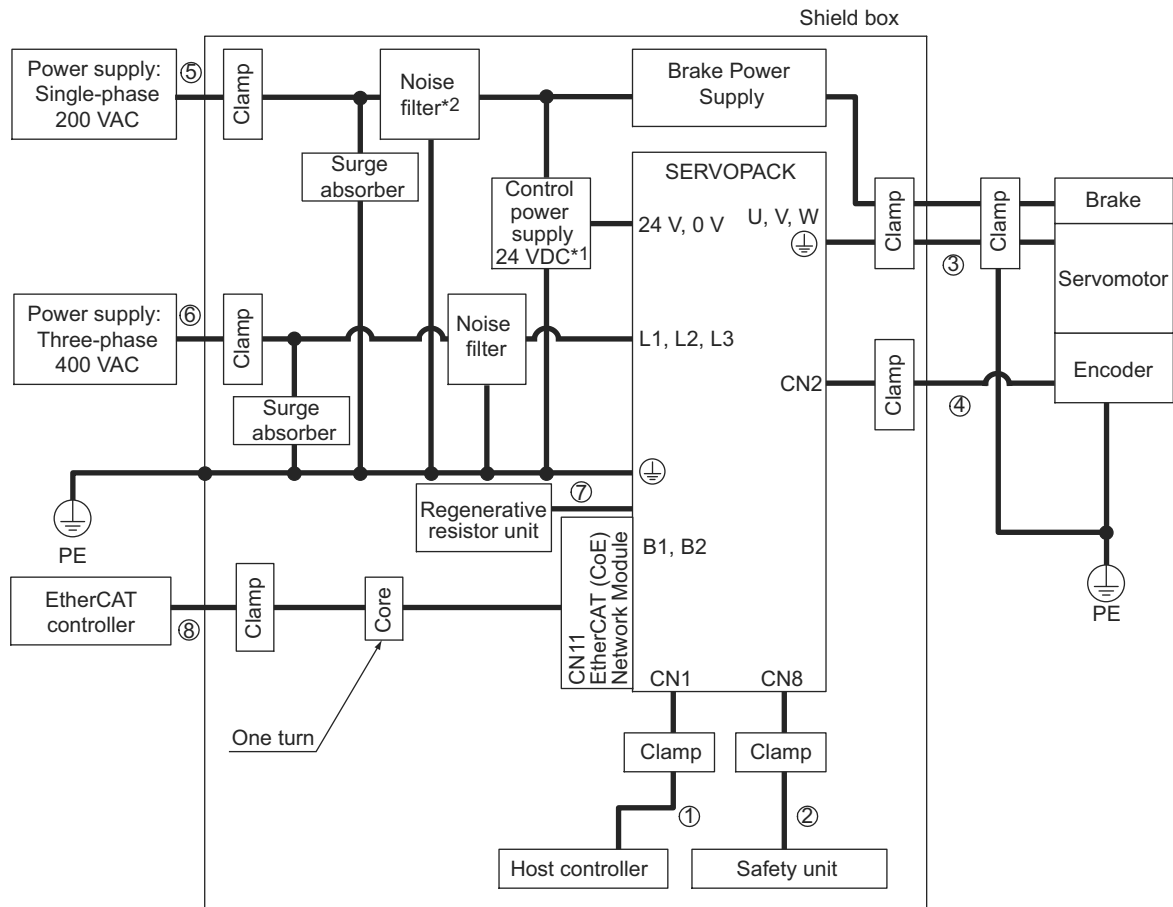 Shield box
Power supply:
Single-phase
200 VAC
⑤
Clamp
Noise
filter*2
Brake Power
Supply
Surge
absorber
Control
power
supply
24 VDC*1
SERVOPACK
24 V, 0 V
U, V, W
Clamp
Clamp
③
Brake
Servomotor
Encoder
Power supply:
Three-phase
400 VAC
⑥
Clamp
Noise
filter
L1, L2, L3
CN2
Clamp
④
Surge
absorber
PE
Regenerative
resistor unit
⑦
B1, B2
PE
EtherCAT
controller
⑧
Clamp
Core
CN11
EtherCAT (CoE)
Network Module
One turn
CN1
CN8
Clamp
Clamp
①
②
Host controller
Safety unit